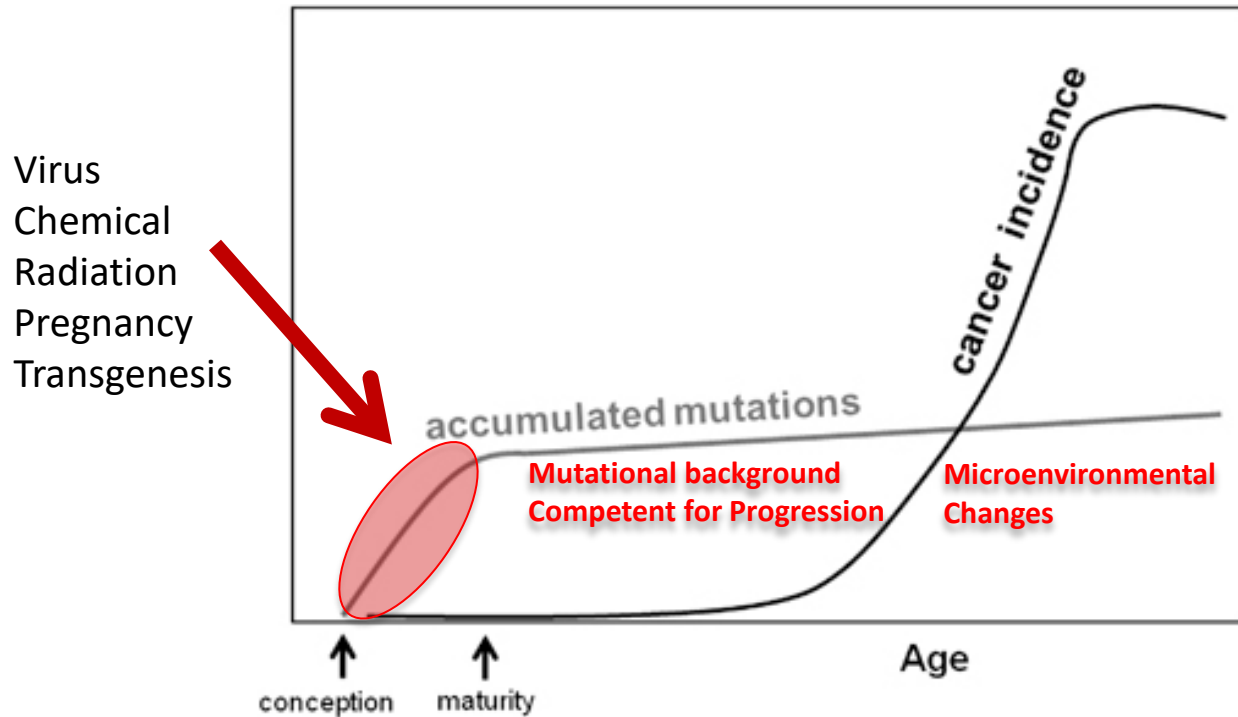 Virus
Chemical
Radiation
Pregnancy
Transgenesis
cancer incidence
accumulated mutations
Mutational background
Competent for Progression
Microenvironmental
Changes
Age
conception
maturity